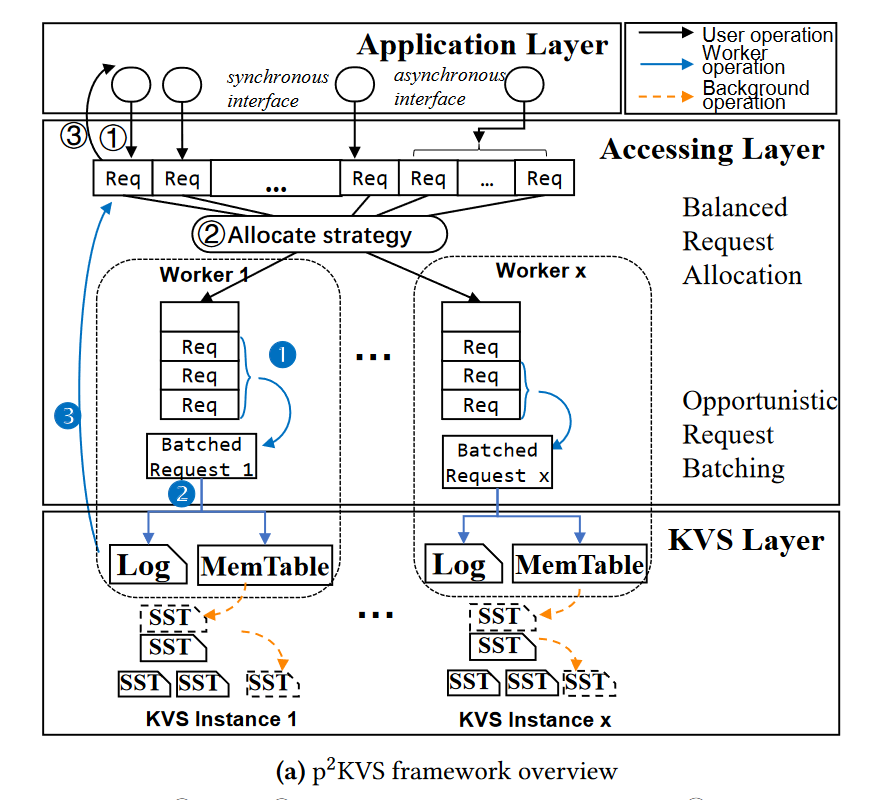 Application Layer
User operation
Worker
operation
Background
operation
synchronous
interface
asynchronous
interface
③ ①
Accessing Layer
Req Req ... Req Req ... Req
② Allocate strategy
Balanced
Request
Allocation
Worker 1
Worker x
Req
Req
Req
❶
...
Req
Req
Req
❸
Opportunistic
Request
Batching
Batched
Request 1
Batched
Request x
❷
KVS Layer
Log MemTable
Log MemTable
SST
SST
SST SST SST
KVS Instance 1
...
SST
SST
SST SST SST
KVS Instance x
(a) p²KVS framework overview